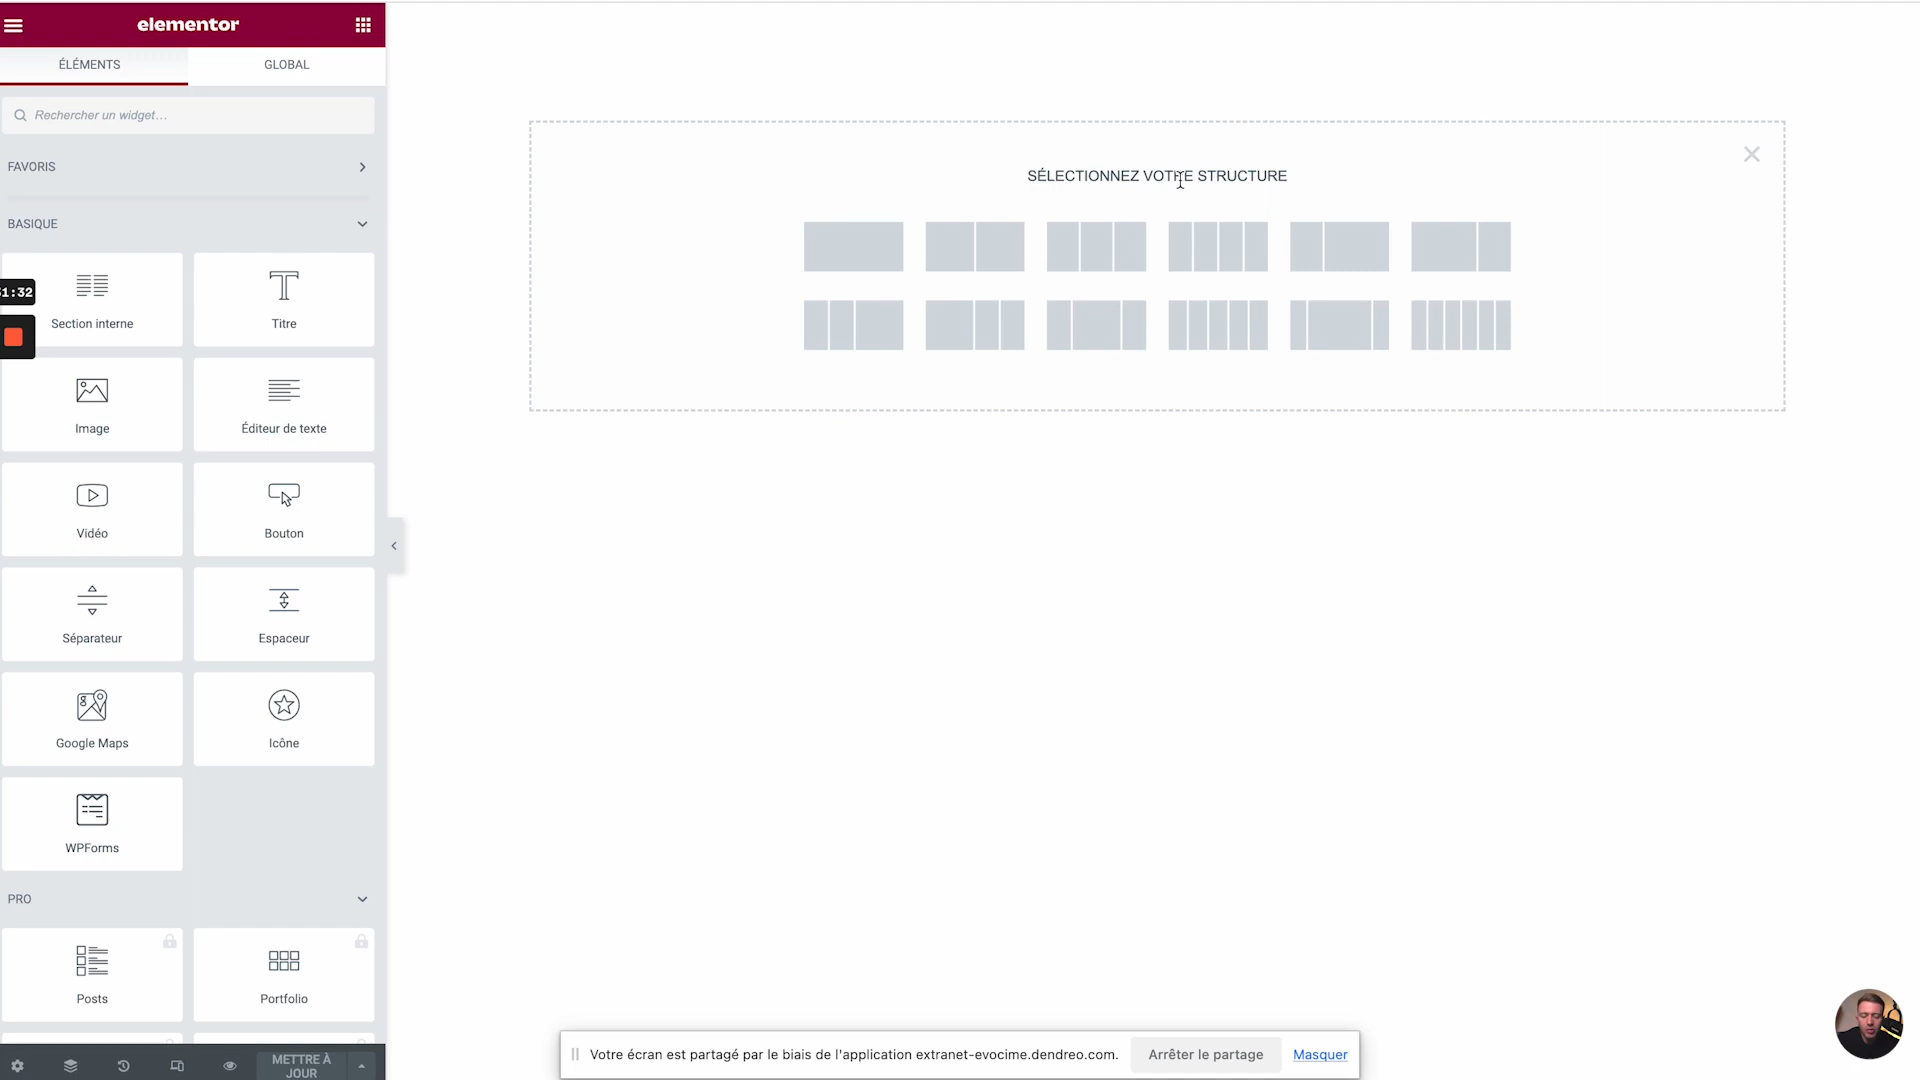 elementor
ÉLÉMENTS
GLOBAL
Rechercher un widget...
FAVORIS
BASIQUE
1:32
Section interne
Titre
Image
Éditeur de texte
Vidéo
Bouton
Séparateur
Espaceur
Google Maps
Icône
WPForms
PRO
Posts
Portfolio
METTRE À
JOUR
SÉLECTIONNEZ VOTRE STRUCTURE
Votre écran est partagé par le biais de l'application extranet-evocime.dendreo.com.
Arrêter le partage
Masquer